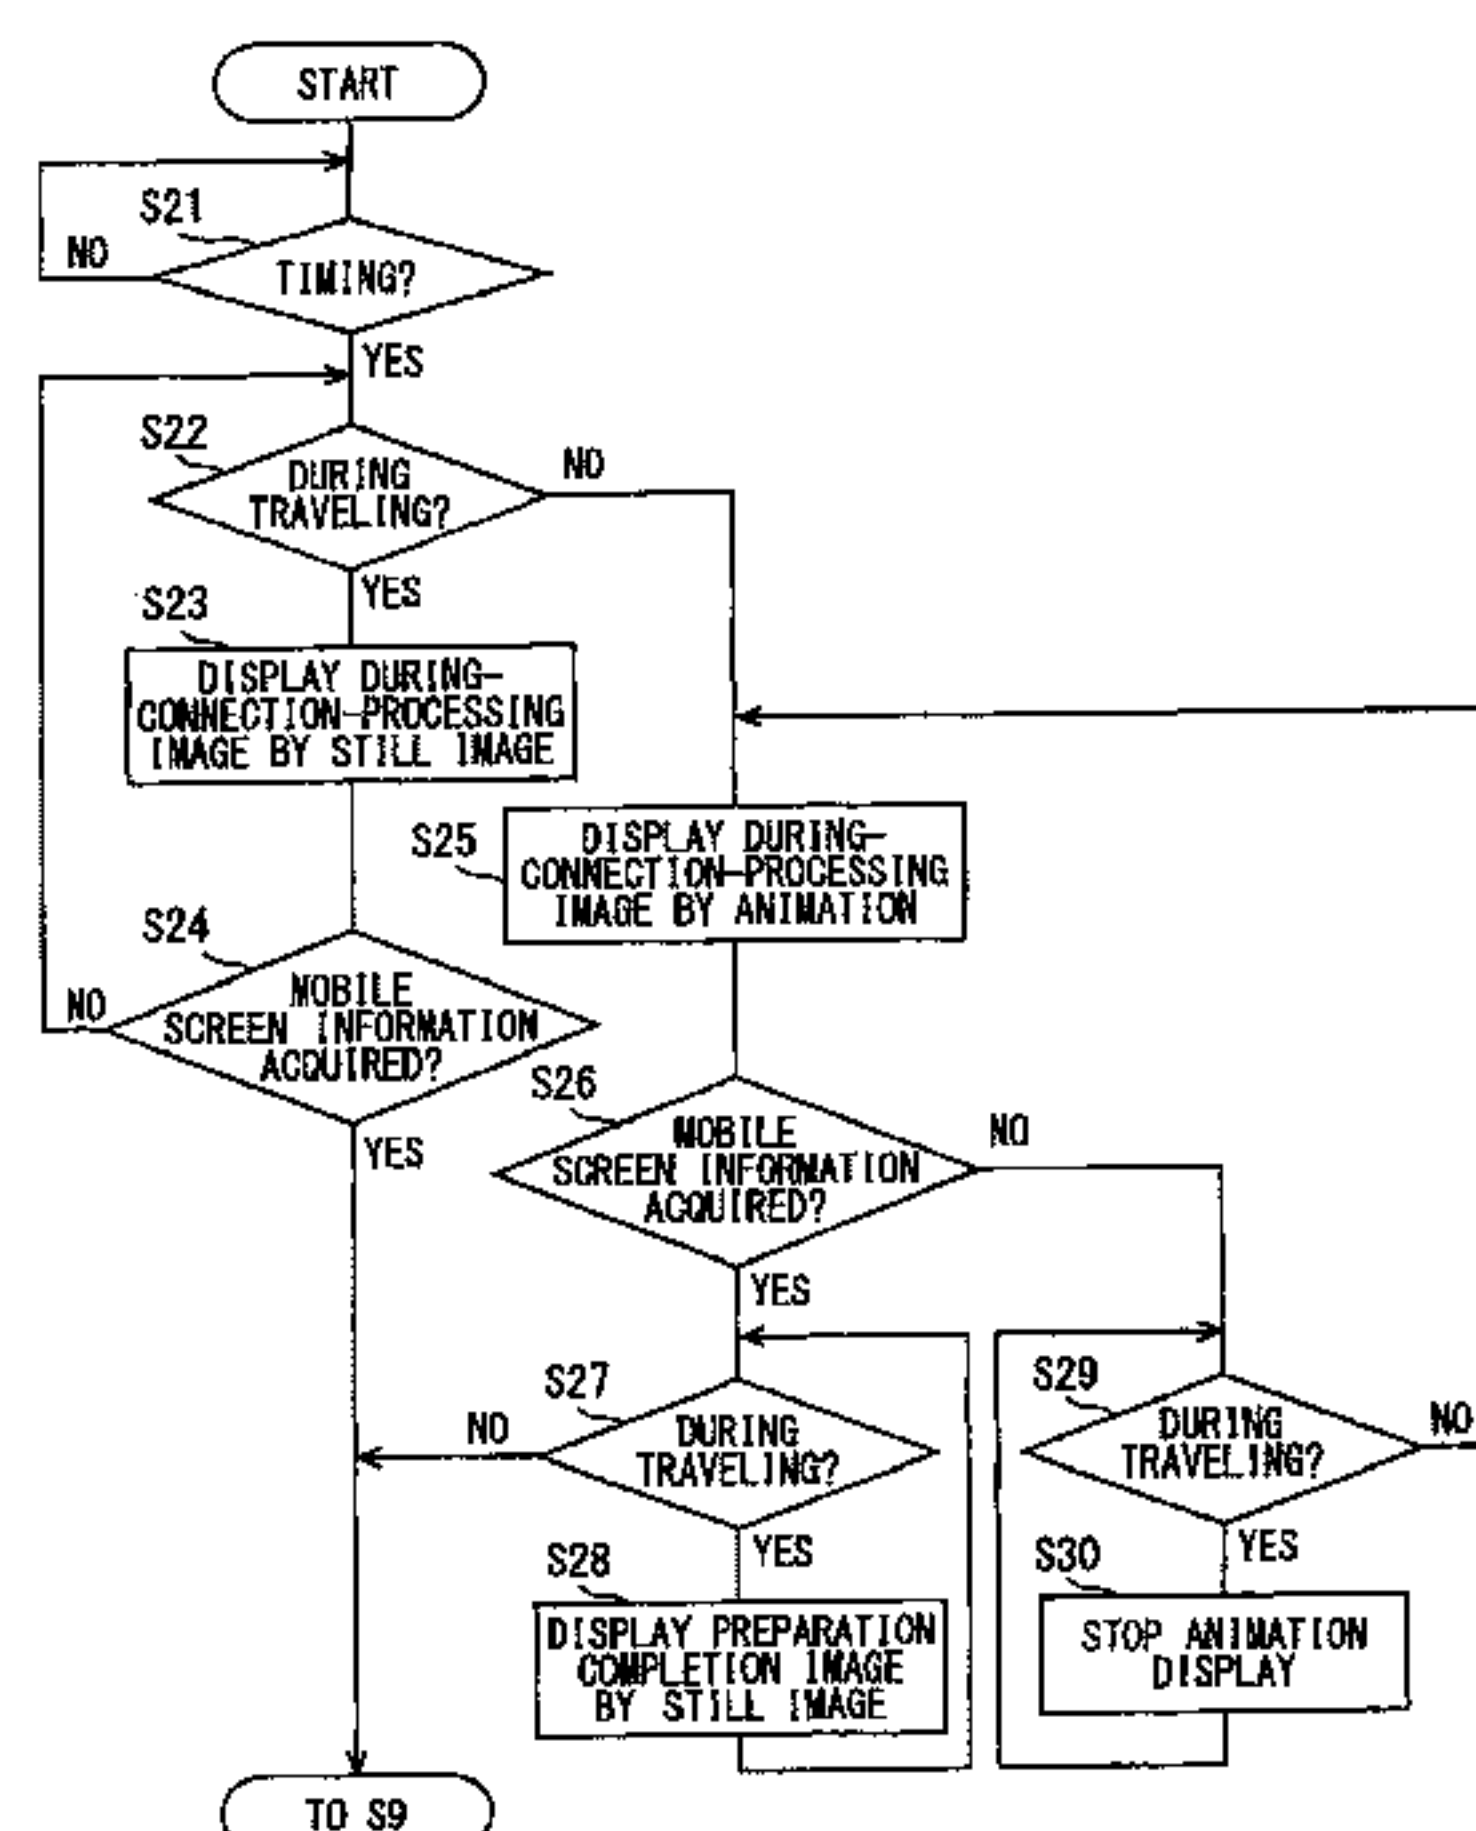 START
S21
NO
TIMING?
YES
S22
NO
DURING
TRAVELING?
YES
S23
DISPLAY DURING-
CONNECTION-PROCESSING
IMAGE BY STILL IMAGE
S25
DISPLAY DURING-
CONNECTION-PROCESSING
IMAGE BY ANIMATION
S24
NO
MOBILE
SCREEN INFORMATION
ACQUIRED?
YES
S26
NO
MOBILE
SCREEN INFORMATION
ACQUIRED?
YES
S27
NO
DURING
TRAVELING?
YES
S28
DISPLAY PREPARATION
COMPLETION IMAGE
BY STILL IMAGE
S29
NO
DURING
TRAVELING?
YES
S30
STOP ANIMATION
DISPLAY
TO S9